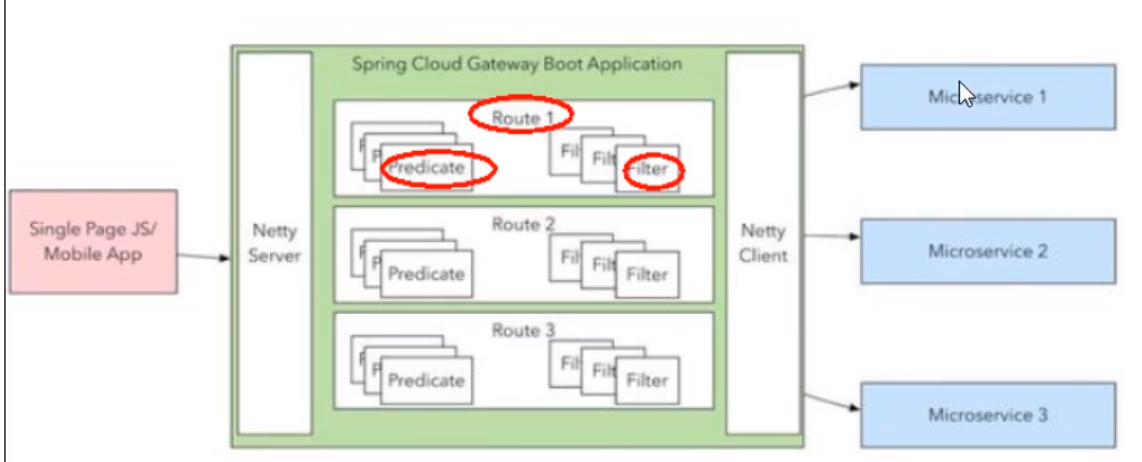 Spring Cloud Gateway Boot Application
Single Page JS/
Mobile App
Netty
Server
Route 1
Predicate
Fil
Filt
Filter
Route 2
P
Predicate
Fil
Filt
Filter
Route 3
P
Predicate
Fil
Filt
Filter
Netty
Client
Microservice 1
Microservice 2
Microservice 3